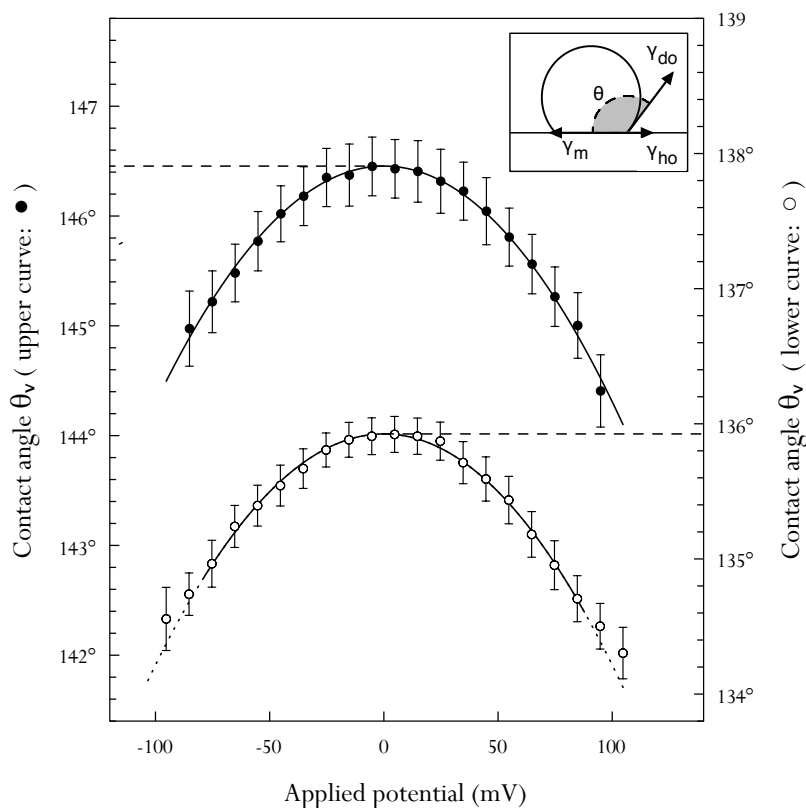 Contact angle θv ( upper curve: ● )
147
146°
145°
144°
143°
142°
139
138°
137°
136°
135°
134°
Contact angle θv ( lower curve: ○ )
θ
γdo
γm
γho
-100 -50 0 50 100
Applied potential (mV)